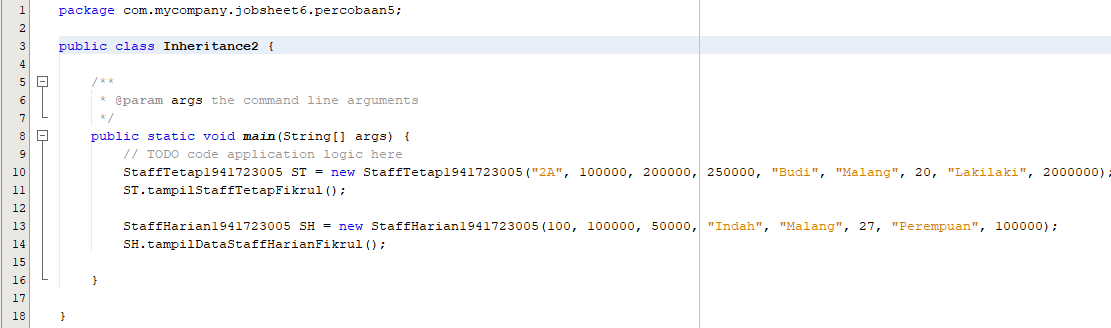 1 package com.mycompany.jobsheet6.percobaan5;
2
3 public class Inheritance2 {
4
5     /**
6      * @param args the command line arguments
7      */
8     public static void main(String[] args) {
9         // TODO code application logic here
10         StaffTetap1941723005 ST = new StaffTetap1941723005("2A", 100000, 200000, 250000, "Budi", "Malang", 20, "Lakilaki", 2000000);
11         ST.tampilStaffTetapFikrul();
12
13         StaffHarian1941723005 SH = new StaffHarian1941723005(100, 100000, 50000, "Indah", "Malang", 27, "Perempuan", 100000);
14         SH.tampilDataStaffHarianFikrul();
15
16     }
17
18 }